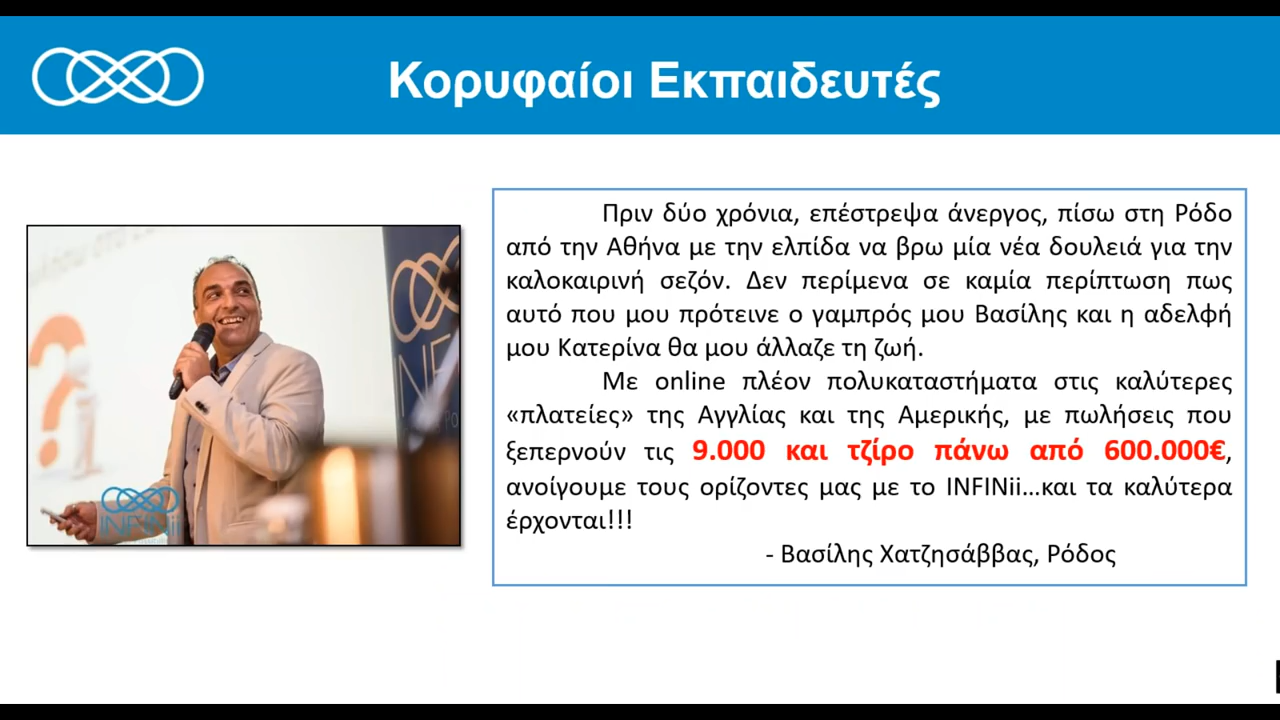 Κορυφαίοι Εκπαιδευτές
Πριν δύο χρόνια, επέστρεψα άνεργος, πίσω στη Ρόδο
από την Αθήνα με την ελπίδα να βρω μία νέα δουλειά για την
καλοκαιρινή σεζόν. Δεν περίμενα σε καμία περίπτωση πως
αυτό που μου πρότεινε ο γαμπρός μου Βασίλης και η αδελφή
μου Κατερίνα θα μου άλλαζε τη ζωή.
Με online πλέον πολυκαταστήματα στις καλύτερες
«πλατείες» της Αγγλίας και της Αμερικής, με πωλήσεις που
ξεπερνούν τις 9.000 και τζίρο πάνω από 600.000€,
ανοίγουμε τους ορίζοντες μας με το INFINii...και τα καλύτερα
έρχονται!!!
- Βασίλης Χατζησάββας, Ρόδος
INFINii